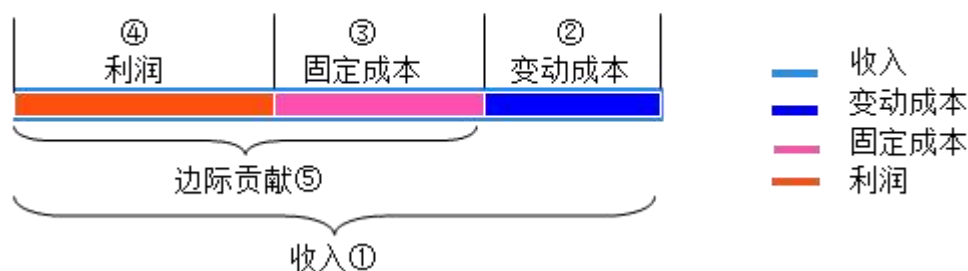 ④ ③ ②
利润 固定成本 变动成本
边际贡献⑤
收入①
收入
变动成本
固定成本
利润